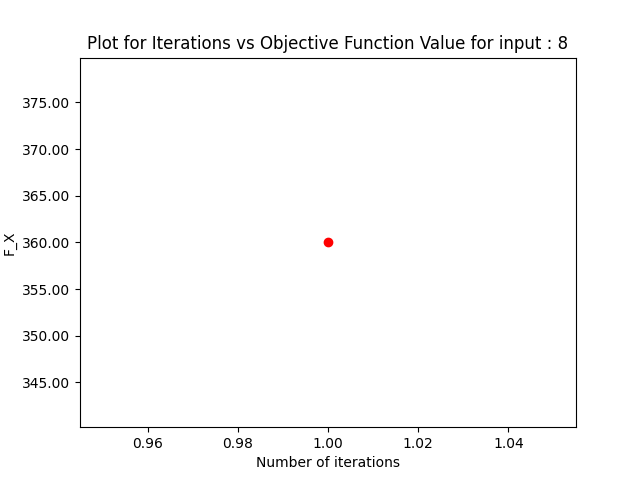 Plot for Iterations vs Objective Function Value for input : 8
375.00
370.00
365.00
360.00
355.00
350.00
345.00
F_X
0.96 0.98 1.00 1.02 1.04
Number of iterations